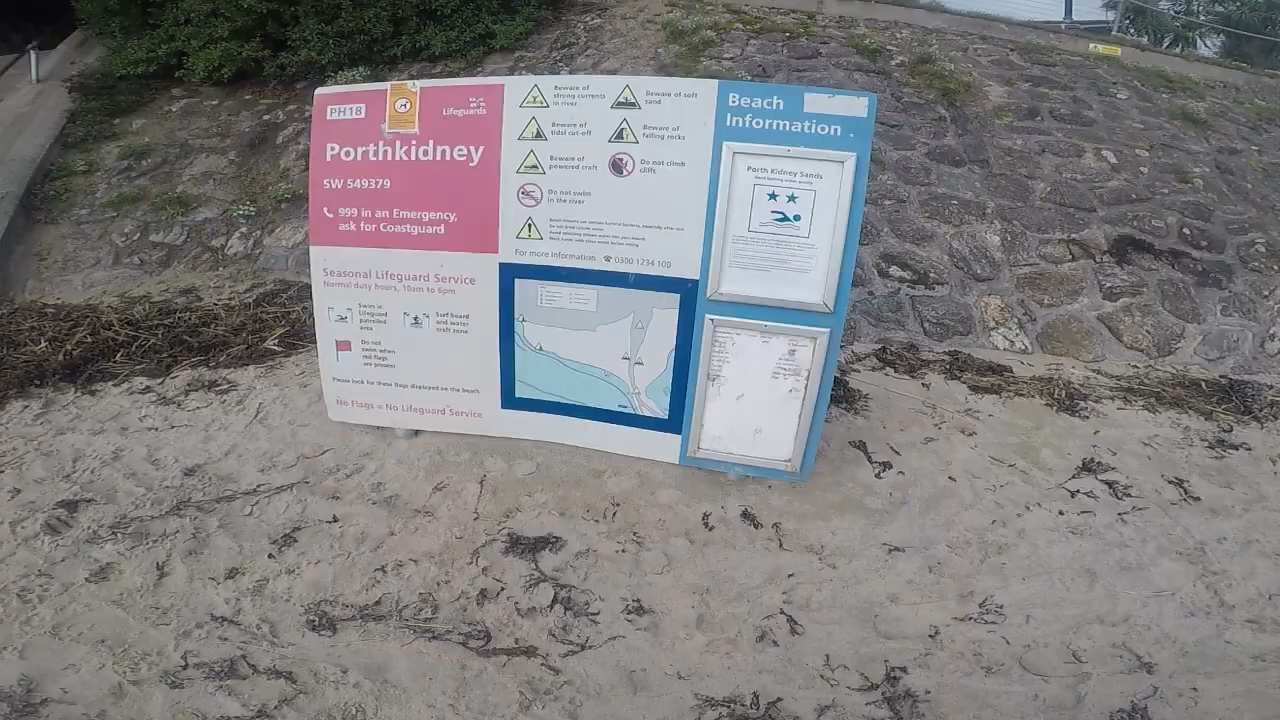 PH18
Lifeguards
Porthkidney
SW 549379
999 in an Emergency,
ask for Coastguard
Seasonal Lifeguard Service
Normal duty hours, 10am to 6pm
Swim in
Lifeguard
patrolled
area
Surf board
and water
craft zone
Do not
swim when
red flags
are present
Please look for these flags displayed on the beach
No Flags = No Lifeguard Service
Beware of
strong currents
in river
Beware of soft
sand
Beware of
tidal cut-off
Beware of
falling rocks
Beware of
powered craft
Do not climb
cliffs
Do not swim
in the river
For more information 0300 1234 100
Beach
Information
Porth Kidney Sands
Good bathing water quality